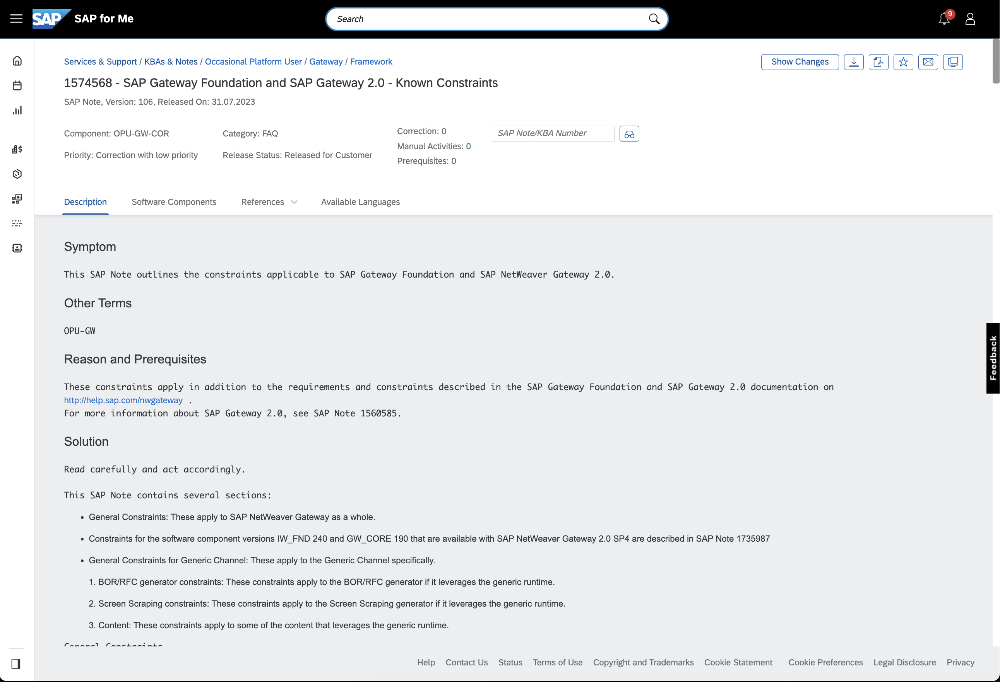 SAP SAP for Me
Search
9
Services & Support / KBAs & Notes / Occasional Platform User / Gateway / Framework
Show Changes
1574568 - SAP Gateway Foundation and SAP Gateway 2.0 - Known Constraints
SAP Note, Version: 106, Released On: 31.07.2023
Component: OPU-GW-COR
Priority: Correction with low priority
Category: FAQ
Release Status: Released for Customer
Correction: 0
Manual Activities: 0
Prerequisites: 0
SAP Note/KBA Number
Description Software Components References Available Languages
Symptom
This SAP Note outlines the constraints applicable to SAP Gateway Foundation and SAP NetWeaver Gateway 2.0.
Other Terms
OPU-GW
Reason and Prerequisites
These constraints apply in addition to the requirements and constraints described in the SAP Gateway Foundation and SAP Gateway 2.0 documentation on
http://help.sap.com/nwgateway .
For more information about SAP Gateway 2.0, see SAP Note 1560585.
Solution
Read carefully and act accordingly.
This SAP Note contains several sections:
• General Constraints: These apply to SAP NetWeaver Gateway as a whole.
• Constraints for the software component versions IW_FND 240 and GW_CORE 190 that are available with SAP NetWeaver Gateway 2.0 SP4 are described in SAP Note 1735987
• General Constraints for Generic Channel: These apply to the Generic Channel specifically.
1. BOR/RFC generator constraints: These constraints apply to the BOR/RFC generator if it leverages the generic runtime.
2. Screen Scraping constraints: These constraints apply to the Screen Scraping generator if it leverages the generic runtime.
3. Content: These constraints apply to some of the content that leverages the generic runtime.
General Constraints
Feedback
Help Contact Us Status Terms of Use Copyright and Trademarks Cookie Statement Cookie Preferences Legal Disclosure Privacy